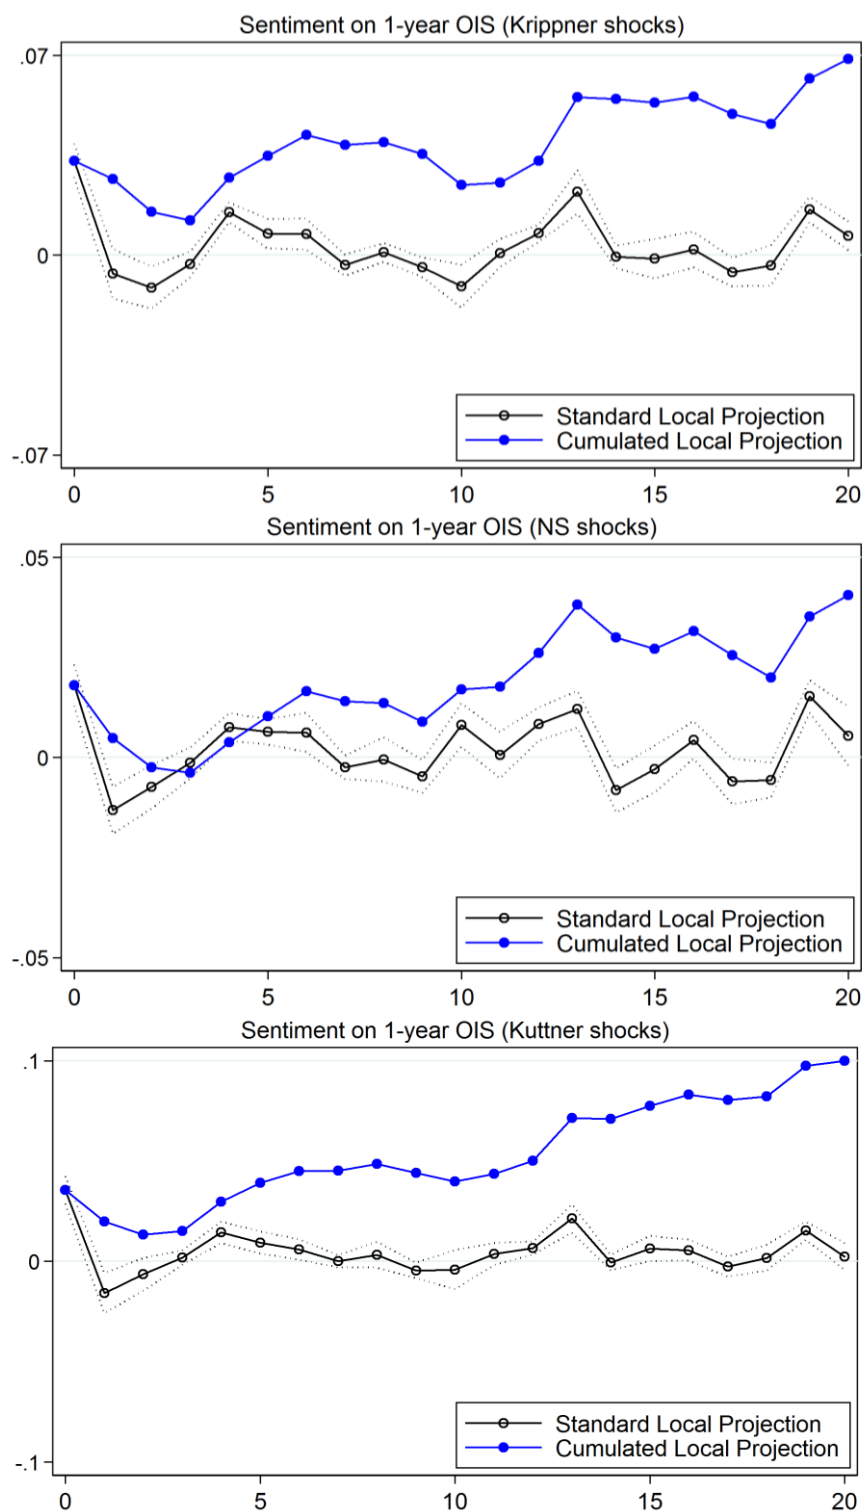 Sentiment on 1-year OIS (Krippner shocks)
.07
0
-.07
Standard Local Projection
Cumulated Local Projection
0 5 10 15 20
Sentiment on 1-year OIS (NS shocks)
.05
0
-.05
Standard Local Projection
Cumulated Local Projection
0 5 10 15 20
Sentiment on 1-year OIS (Kuttner shocks)
.1
0
-.1
Standard Local Projection
Cumulated Local Projection
0 5 10 15 20